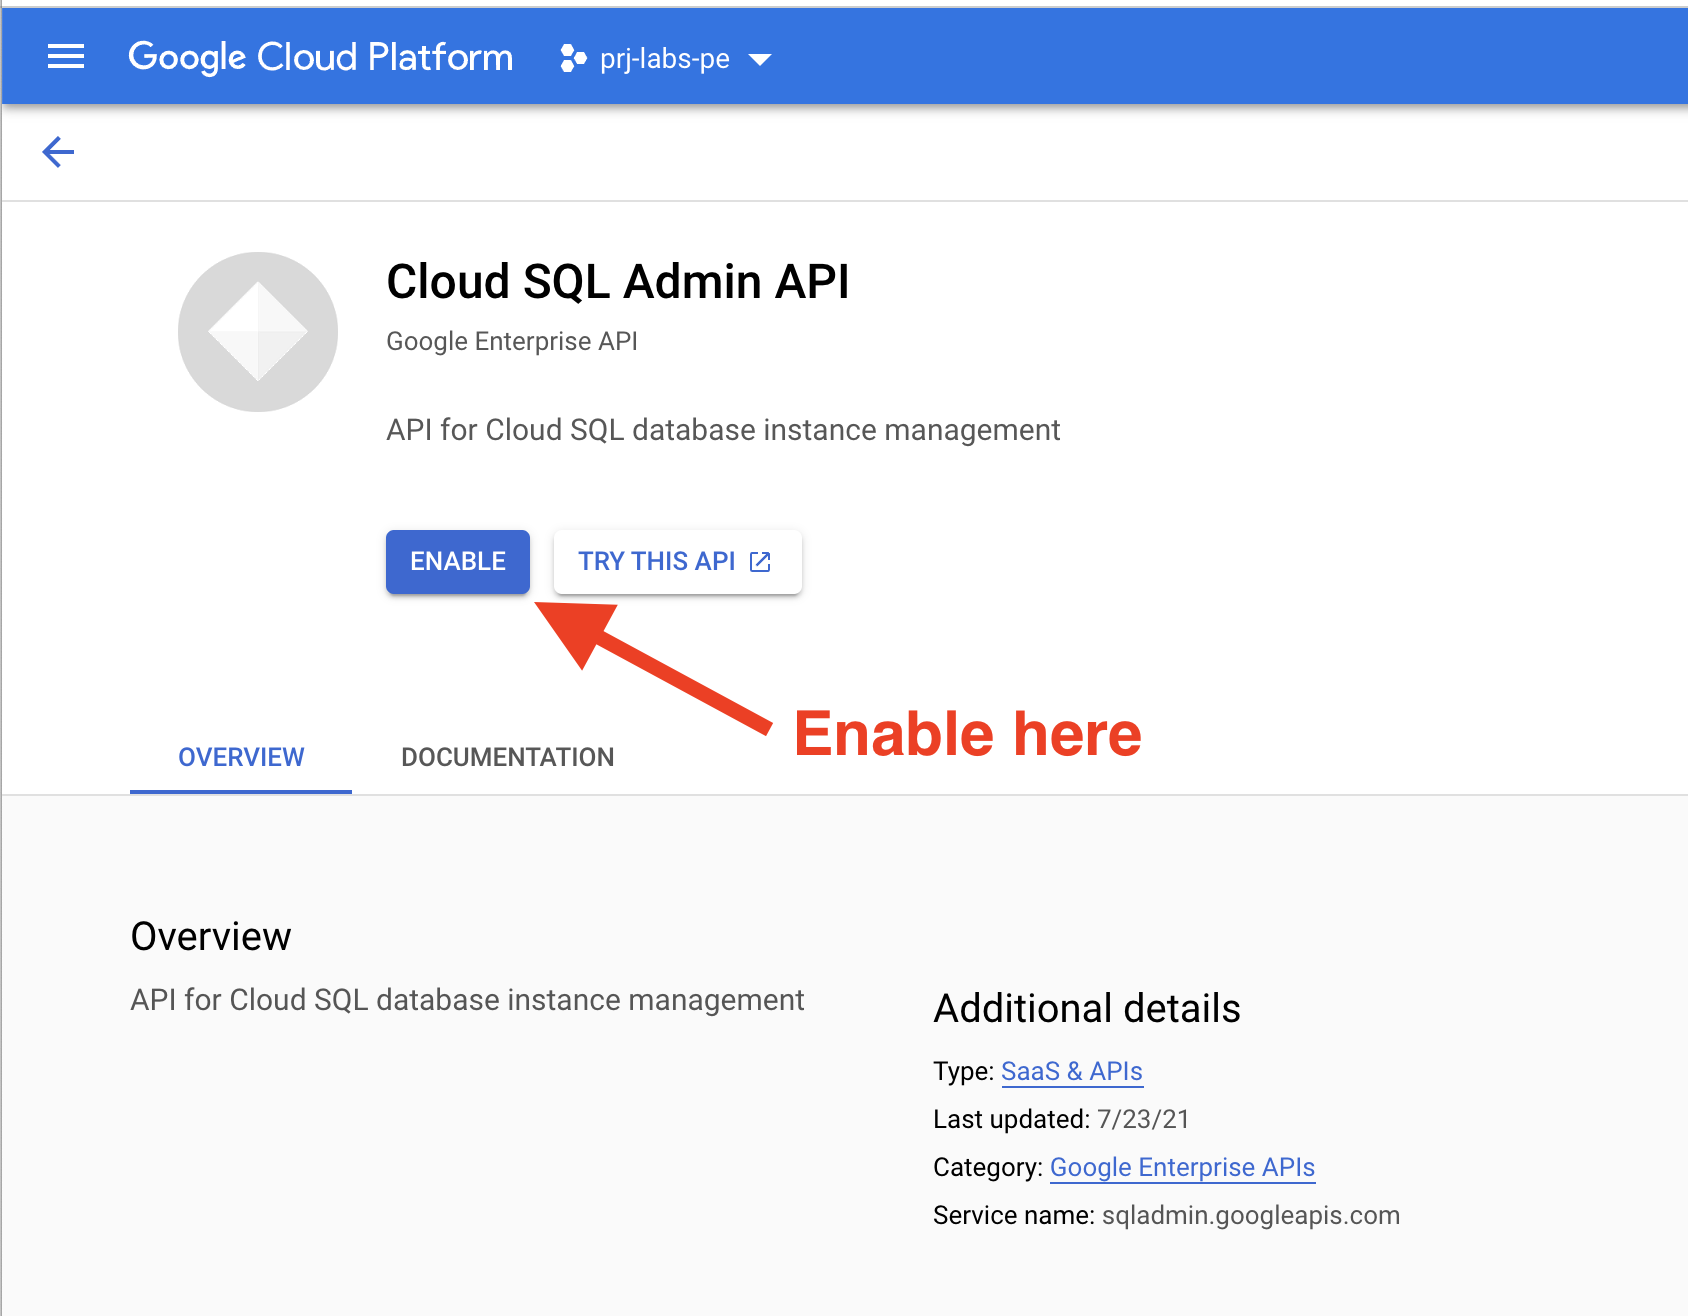 Google Cloud Platform
prj-labs-pe
Cloud SQL Admin API
Google Enterprise API
API for Cloud SQL database instance management
ENABLE
TRY THIS API
Enable here
OVERVIEW
DOCUMENTATION
Overview
API for Cloud SQL database instance management
Additional details
Type: SaaS & APIs
Last updated: 7/23/21
Category: Google Enterprise APIs
Service name: sqladmin.googleapis.com